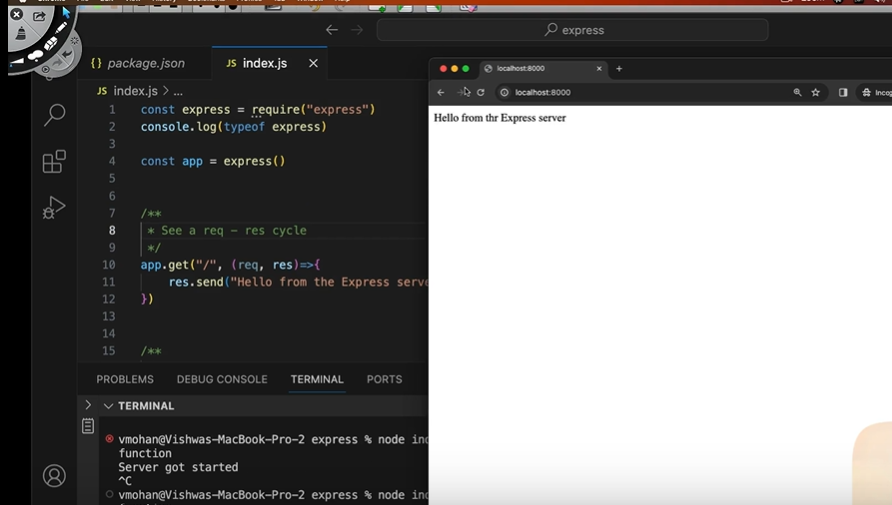 express
package.json
JS index.js
JS index.js > ...
1 const express = require("express")
2 console.log(typeof express)
3
4 const app = express()
5
6
7 /**
8 * See a req - res cycle
9 */
10 app.get("/", (req, res)=>{
11 res.send("Hello from the Express serve
12 })
13
14
15 /**
PROBLEMS DEBUG CONSOLE TERMINAL PORTS
TERMINAL
vmohan@Vishwas-MacBook-Pro-2 express % node ind
function
Server got started
^C
vmohan@Vishwas-MacBook-Pro-2 express % node ind
localhost:8000
localhost:8000
Incog
Hello from thr Express server